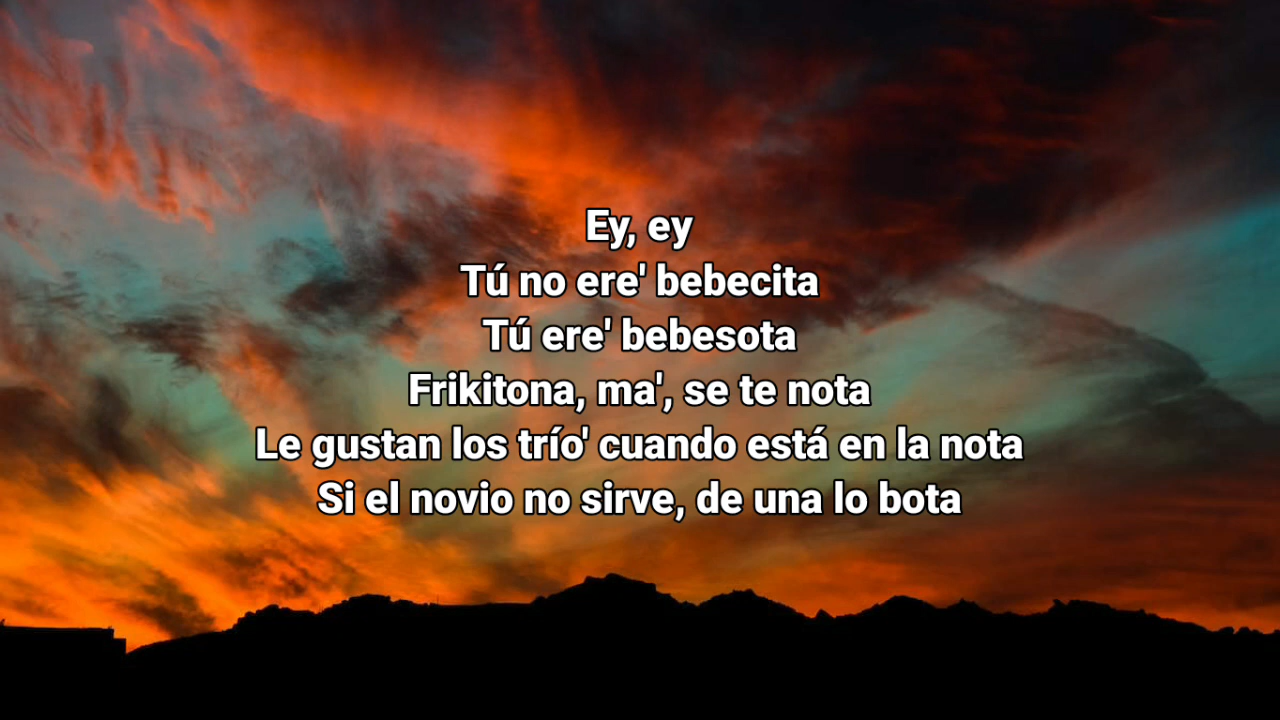 Ey, ey
Tú no ere' bebecita
Tú ere' bebesota
Frikitona, ma', se te nota
Le gustan los trío' cuando está en la nota
Si el novio no sirve, de una lo bota